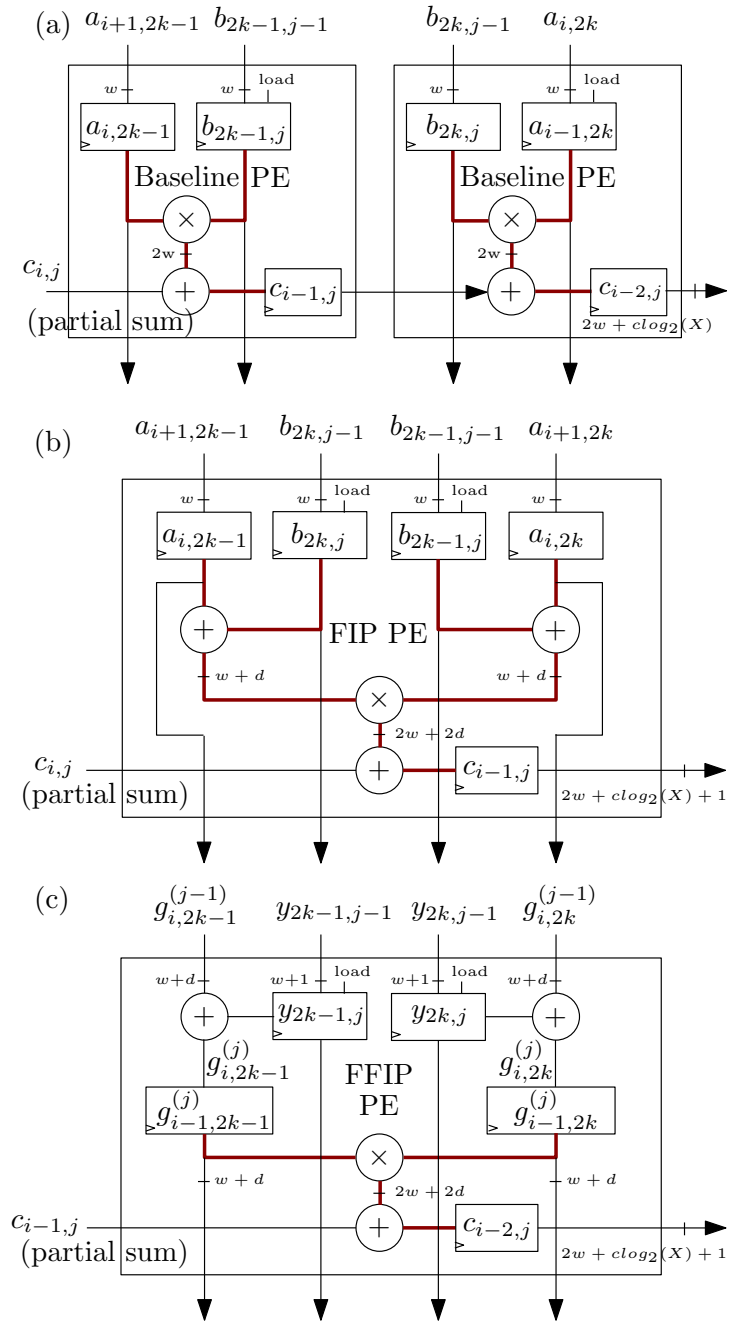 (a) a_{i+1,2k−1} b_{2k−1,j−1} b_{2k,j−1} a_{i,2k}
w w load w w load
a_{i,2k−1} b_{2k−1,j} b_{2k,j} a_{i−1,2k}
Baseline PE Baseline PE
× ×
2w 2w
c_{i,j} + c_{i−1,j} + c_{i−2,j}
(partial sum) 2w + clog_2(X)
(b) a_{i+1,2k−1} b_{2k,j−1} b_{2k−1,j−1} a_{i+1,2k}
w w load w load w
a_{i,2k−1} b_{2k,j} b_{2k−1,j} a_{i,2k}
+ FIP PE +
w + d w + d
×
2w + 2d
c_{i,j} + c_{i−1,j}
(partial sum) 2w + clog_2(X) + 1
(c) g_{i,2k−1}^{(j−1)} y_{2k−1,j−1} y_{2k,j−1} g_{i,2k}^{(j−1)}
w+d w+1 load w+1 load w+d
+ y_{2k−1,j} y_{2k,j} +
g_{i,2k−1}^{(j)} FFIP g_{i,2k}^{(j)}
g_{i−1,2k−1}^{(j)} PE g_{i−1,2k}^{(j)}
×
w + d 2w + 2d w + d
c_{i−1,j} + c_{i−2,j}
(partial sum) 2w + clog_2(X) + 1